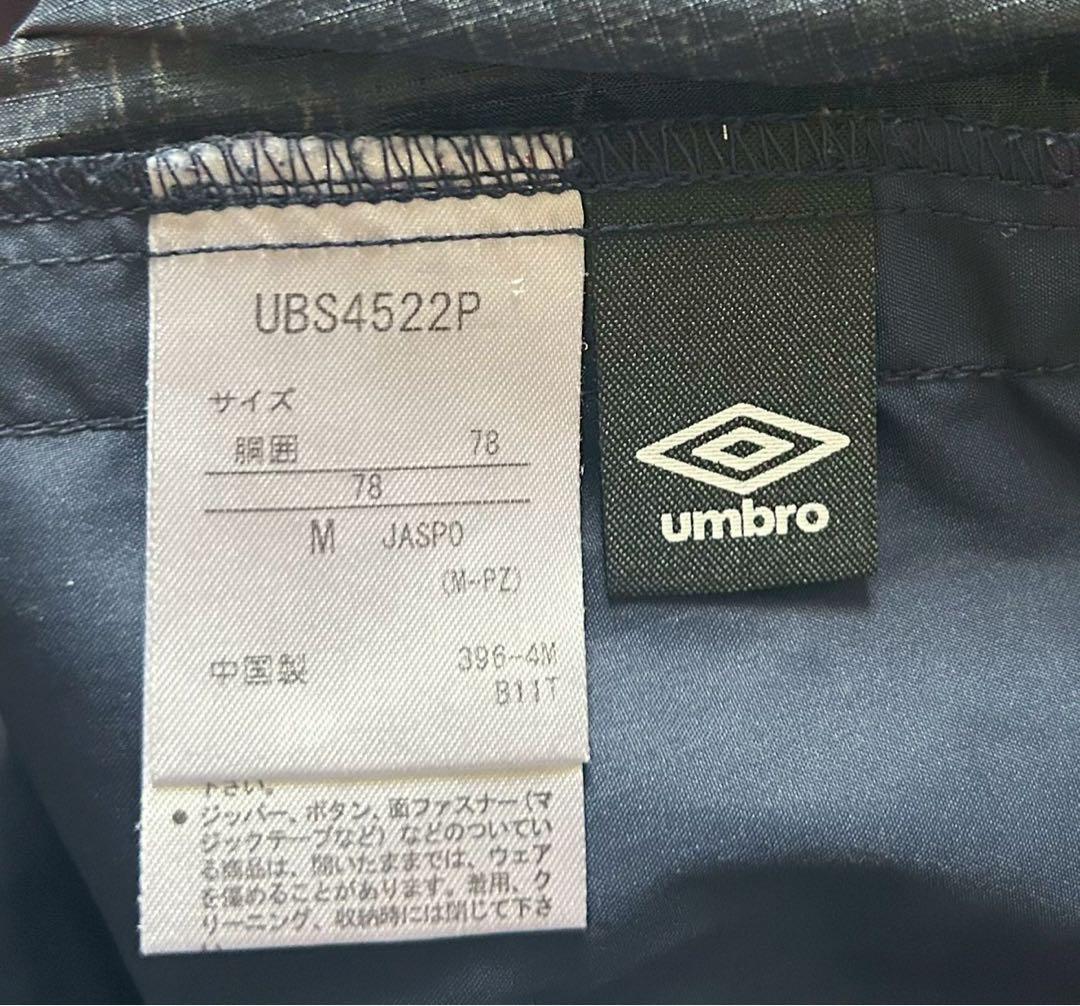 UBS4522P
サイズ
胴囲 78
78
M JASPO
(M-PZ)
中国製 396-4M
B11T
下さい。
● ジッパー、ボタン、面ファスナー(マ
ジックテープなど)などのついてい
る商品は、開いたままでは、ウェア
を傷めることがあります。着用、ク
リーニング、収納時には閉じて下さ
umbro